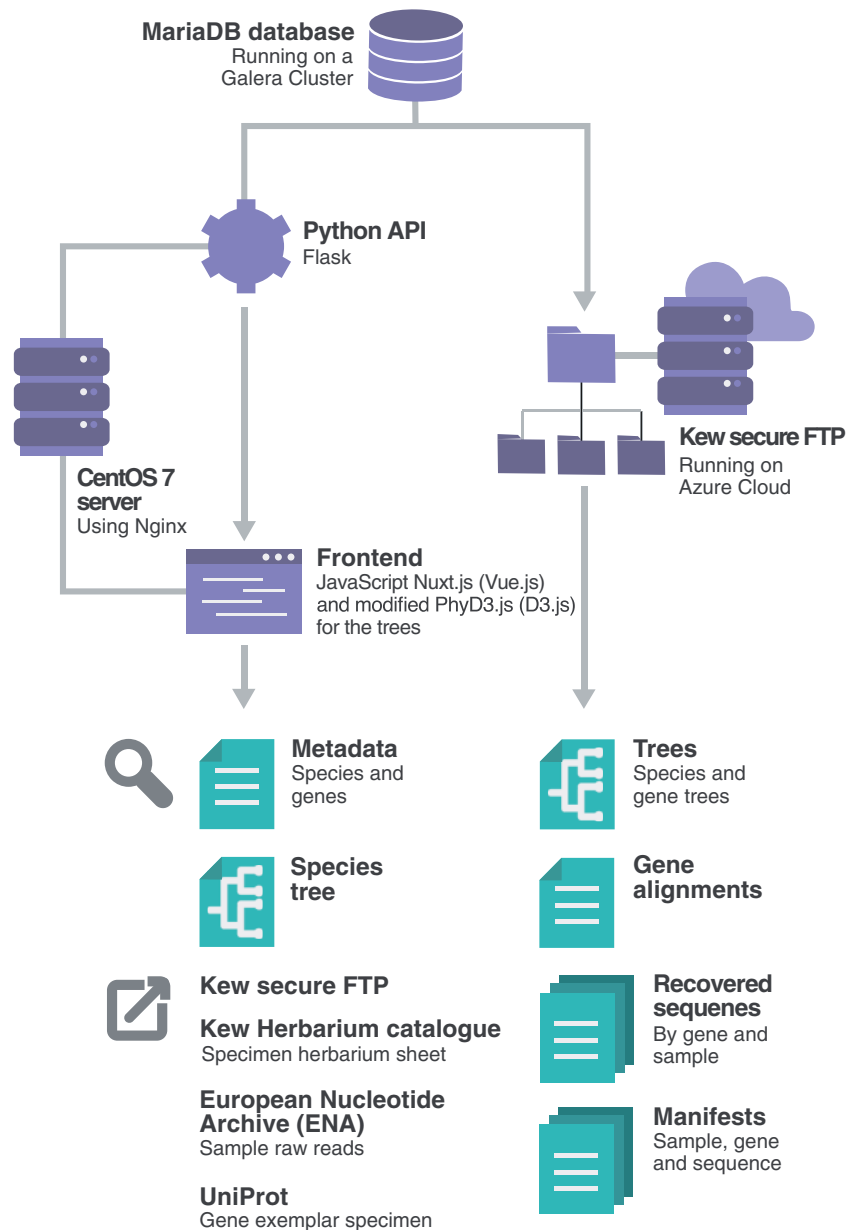 MariaDB database
Running on a
Galera Cluster
Python API
Flask
CentOS 7
server
Using Nginx
Kew secure FTP
Running on
Azure Cloud
Frontend
JavaScript Nuxt.js (Vue.js)
and modified PhyD3.js (D3.js)
for the trees
Metadata
Species and
genes
Species
tree
Kew secure FTP
Kew Herbarium catalogue
Specimen herbarium sheet
European Nucleotide
Archive (ENA)
Sample raw reads
UniProt
Gene exemplar specimen
Trees
Species and
gene trees
Gene
alignments
Recovered
sequenes
By gene and
sample
Manifests
Sample, gene
and sequence